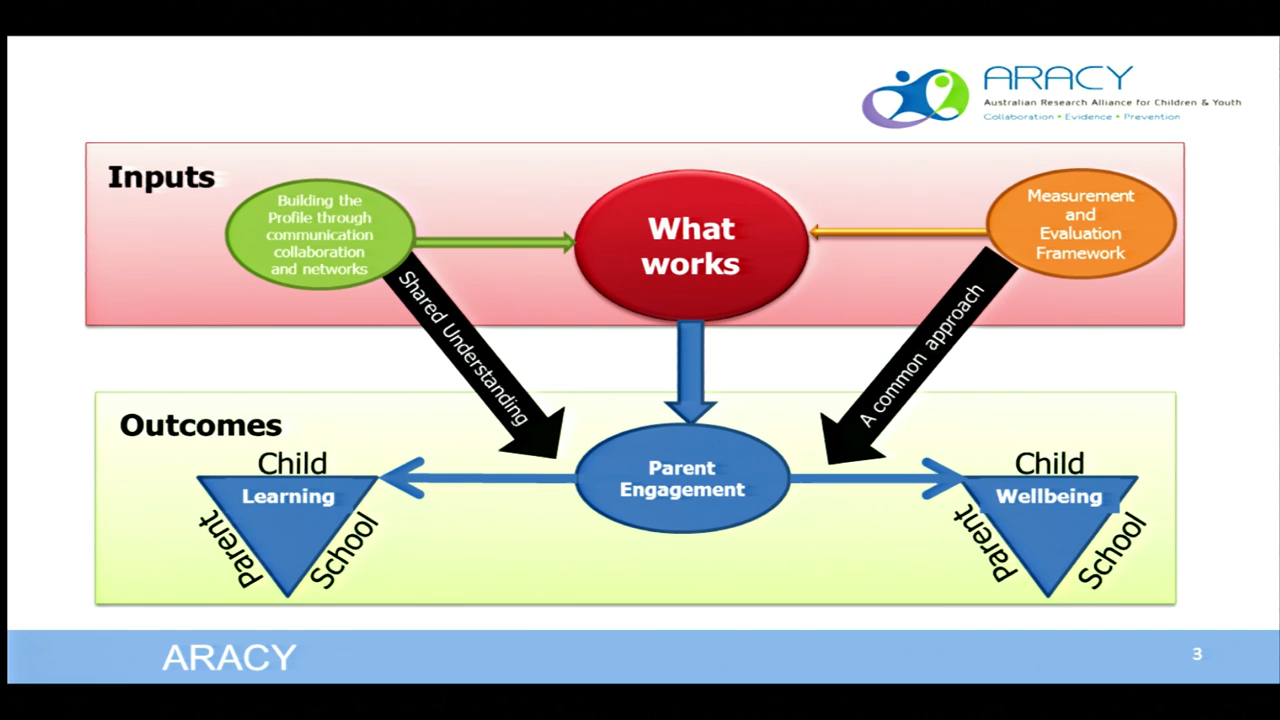 ARACY
Australian Research Alliance for Children & Youth
Collaboration • Evidence • Prevention
Inputs
Building the
Profile through
communication
collaboration
and networks
What
works
Measurement
and
Evaluation
Framework
Shared Understanding
A common approach
Outcomes
Child
Learning
Parent
School
Parent
Engagement
Child
Wellbeing
Parent
School
ARACY
3